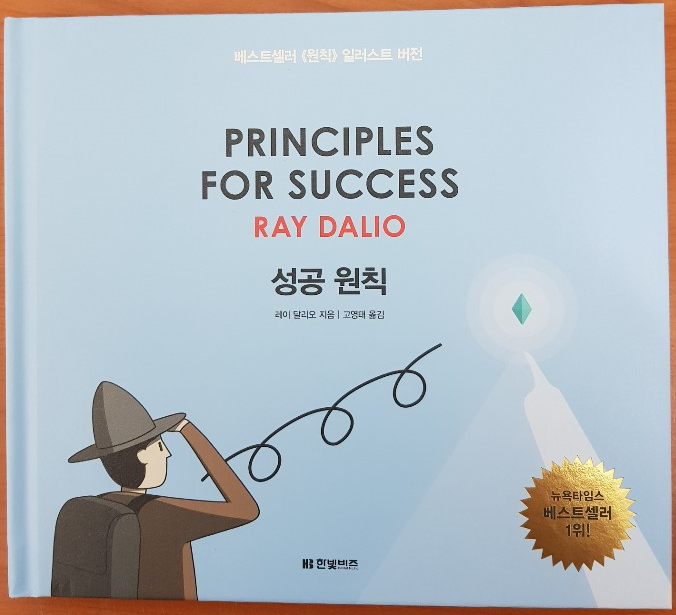 베스트셀러 《원칙》 일러스트 버전
PRINCIPLES
FOR SUCCESS
RAY DALIO
성공 원칙
레이 달리오 지음 | 고영태 옮김
뉴욕타임스
베스트셀러
1위!
HB 한빛비즈